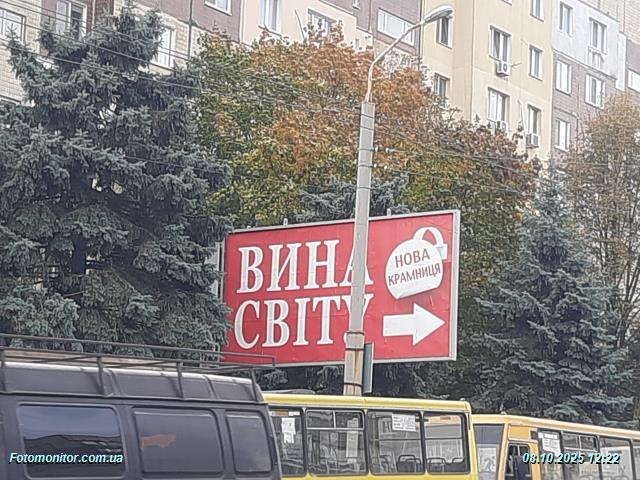 ВИНА
СВІТУ
НОВА
КРАМНИЦЯ
Fotomonitor.com.ua
08.10.2025 12:22